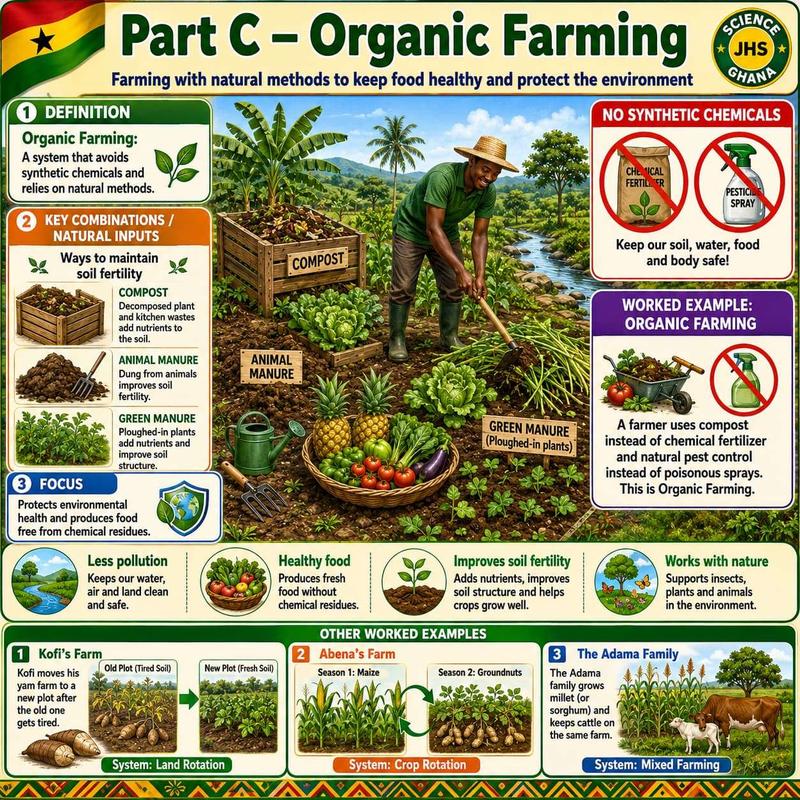 Part C – Organic Farming
Farming with natural methods to keep food healthy and protect the environment
SCIENCE
JHS
GHANA
1 DEFINITION
Organic Farming:
A system that avoids
synthetic chemicals and
relies on natural methods.
2 KEY COMBINATIONS /
NATURAL INPUTS
Ways to maintain
soil fertility
COMPOST
Decomposed plant
and kitchen wastes
add nutrients to
the soil.
ANIMAL MANURE
Dung from animals
improves soil
fertility.
GREEN MANURE
Ploughed-in plants
add nutrients and
improve soil
structure.
3 FOCUS
Protects environmental
health and produces food
free from chemical residues.
COMPOST
ANIMAL
MANURE
GREEN MANURE
(Ploughed-in plants)
NO SYNTHETIC CHEMICALS
CHEMICAL
FERTILIZER
PESTICIDE
SPRAY
Keep our soil, water, food
and body safe!
WORKED EXAMPLE:
ORGANIC FARMING
A farmer uses compost
instead of chemical fertilizer
and natural pest control
instead of poisonous sprays.
This is Organic Farming.
Less pollution
Keeps our water,
air and land clean
and safe.
Healthy food
Produces fresh
food without
chemical residues.
Improves soil fertility
Adds nutrients, improves
soil structure and helps
crops grow well.
Works with nature
Supports insects,
plants and animals
in the environment.
OTHER WORKED EXAMPLES
1 Kofi's Farm
Kofi moves his
yam farm to a
new plot after
the old one
gets tired.
Old Plot (Tired Soil)
New Plot (Fresh Soil)
System: Land Rotation
2 Abena's Farm
Season 1: Maize
Season 2: Groundnuts
System: Crop Rotation
3 The Adama Family
The Adama
family grows
millet (or
sorghum) and
keeps cattle on
the same farm.
System: Mixed Farming